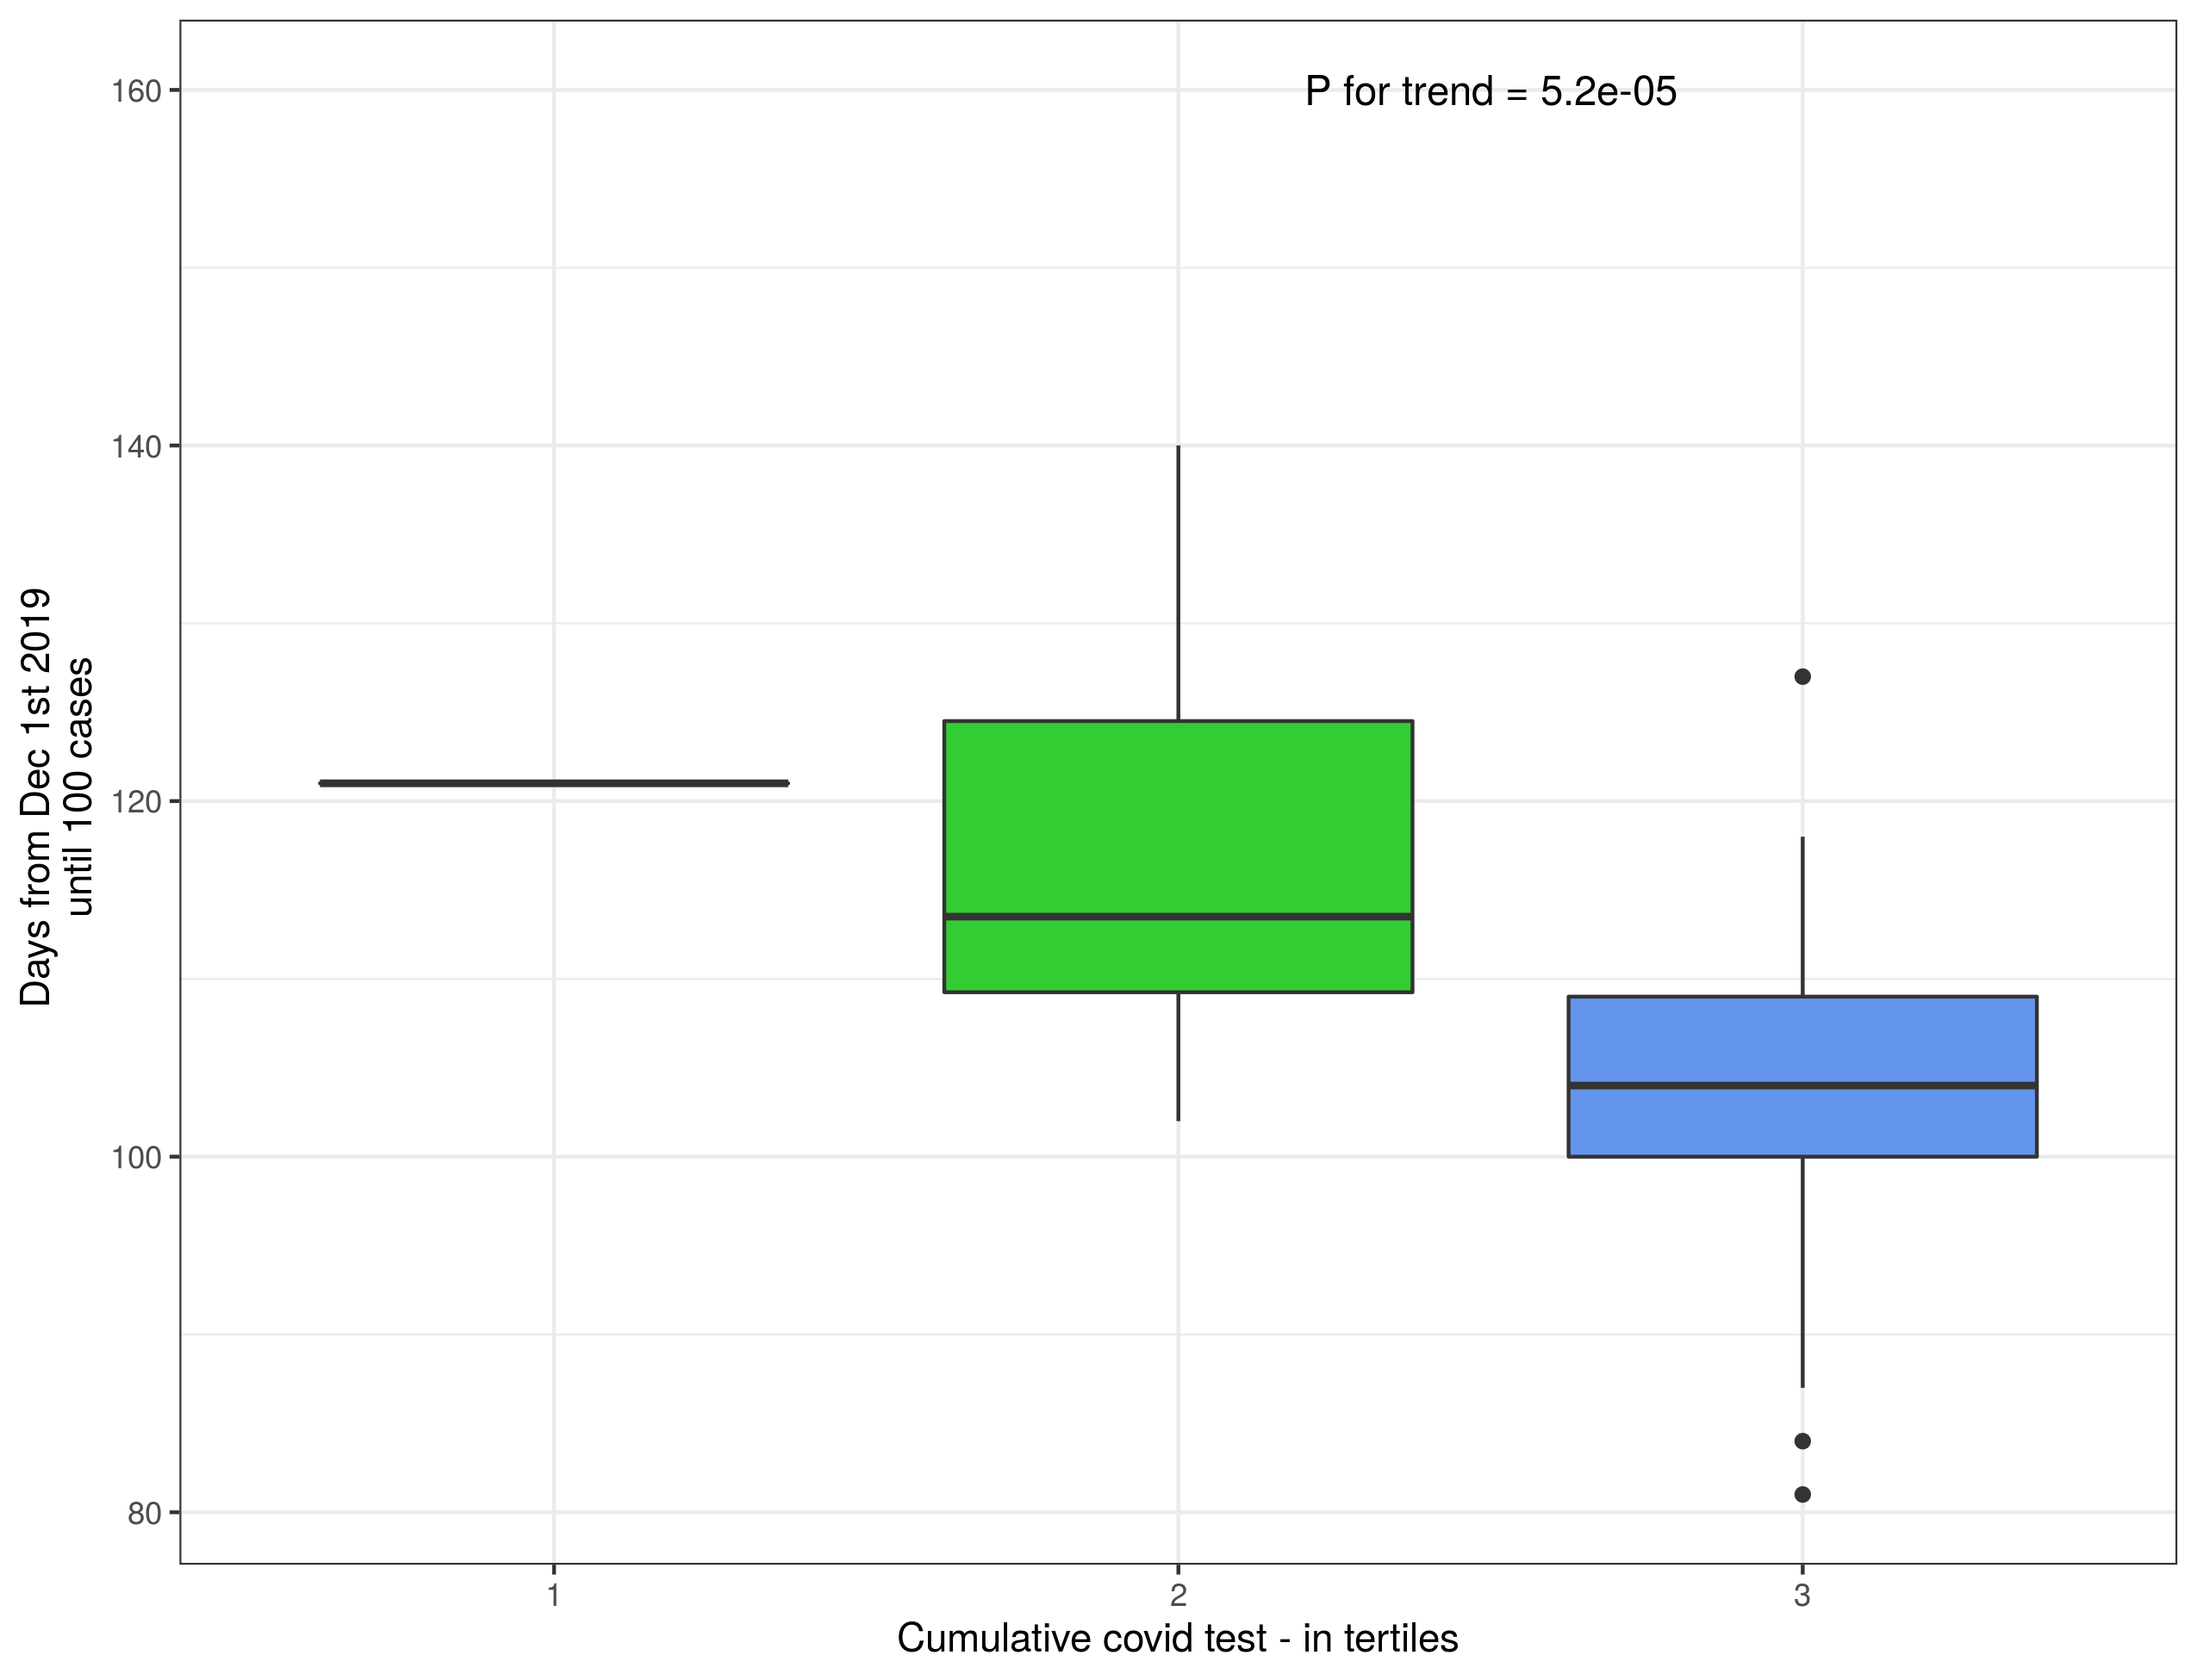 P for trend = 5.2e-05
160
140
120
100
80
Days from Dec 1st 2019
until 100 cases
1
2
3
Cumulative covid test - in tertiles